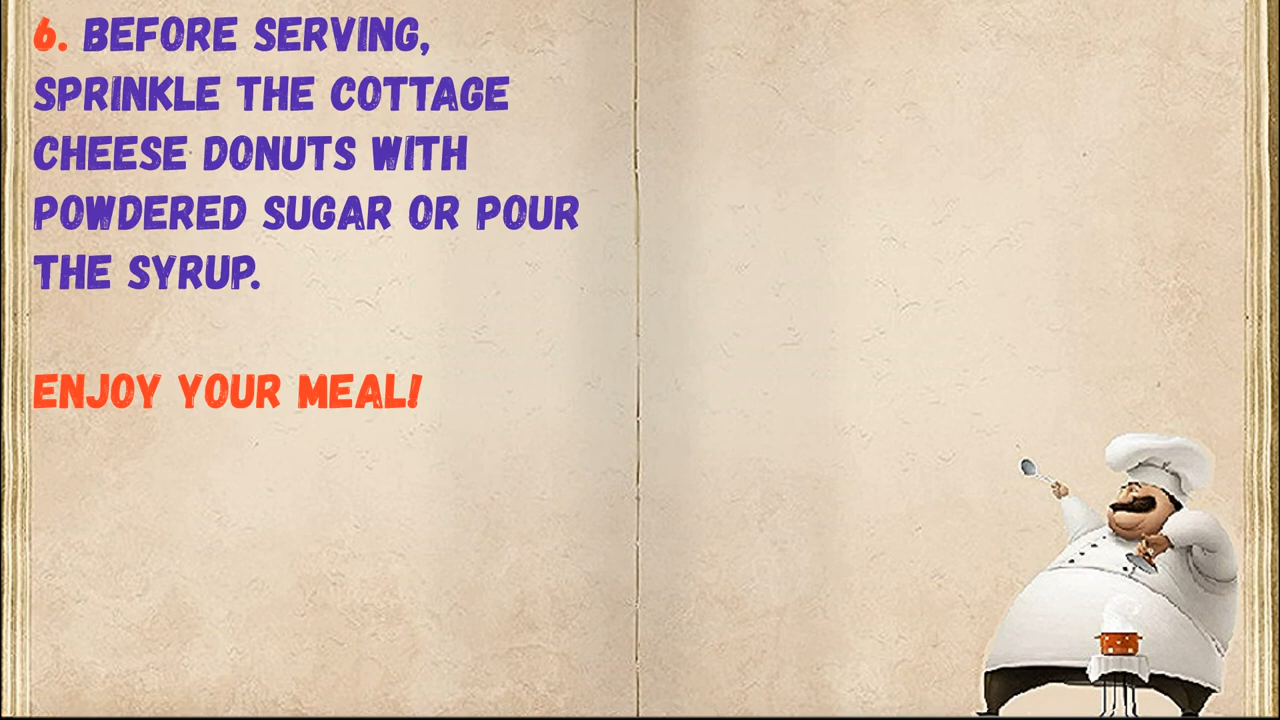 6. BEFORE SERVING,
SPRINKLE THE COTTAGE
CHEESE DONUTS WITH
POWDERED SUGAR OR POUR
THE SYRUP.
ENJOY YOUR MEAL!